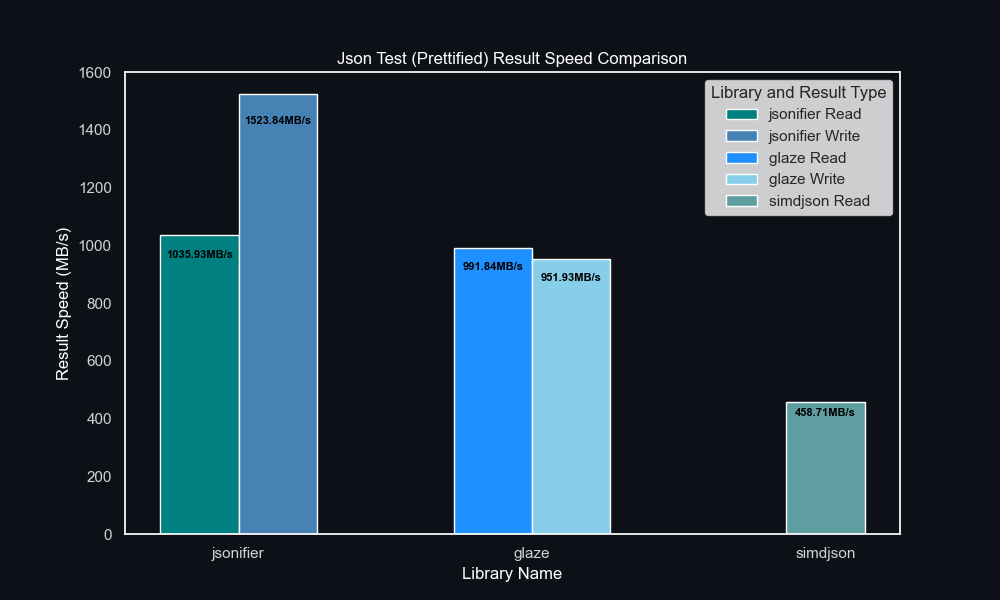 Json Test (Prettified) Result Speed Comparison
1600
1400
1200
1000
800
600
400
200
0
Result Speed (MB/s)
1035.93MB/s
1523.84MB/s
991.84MB/s
951.93MB/s
458.71MB/s
Library and Result Type
jsonifier Read
jsonifier Write
glaze Read
glaze Write
simdjson Read
jsonifier
glaze
simdjson
Library Name